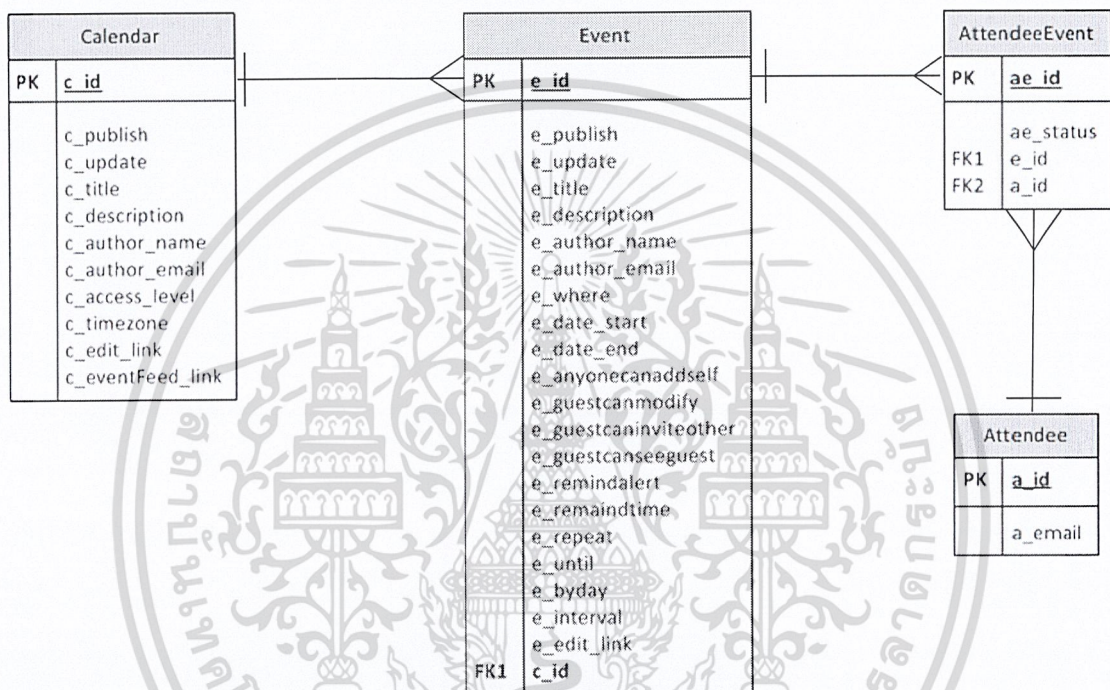 Calendar
PK c_id
c_publish
c_update
c_title
c_description
c_author_name
c_author_email
c_access_level
c_timezone
c_edit_link
c_eventFeed_link
Event
PK e_id
e_publish
e_update
e_title
e_description
e_author_name
e_author_email
e_where
e_date_start
e_date_end
e_anyonecanaddself
e_guestcanmodify
e_guestcaninviteother
e_guestcanseeguest
e_remindalert
e_remaindtime
e_repeat
e_until
e_byday
e_interval
e_edit_link
FK1 c_id
AttendeeEvent
PK ae_id
ae_status
FK1 e_id
FK2 a_id
Attendee
PK a_id
a_email